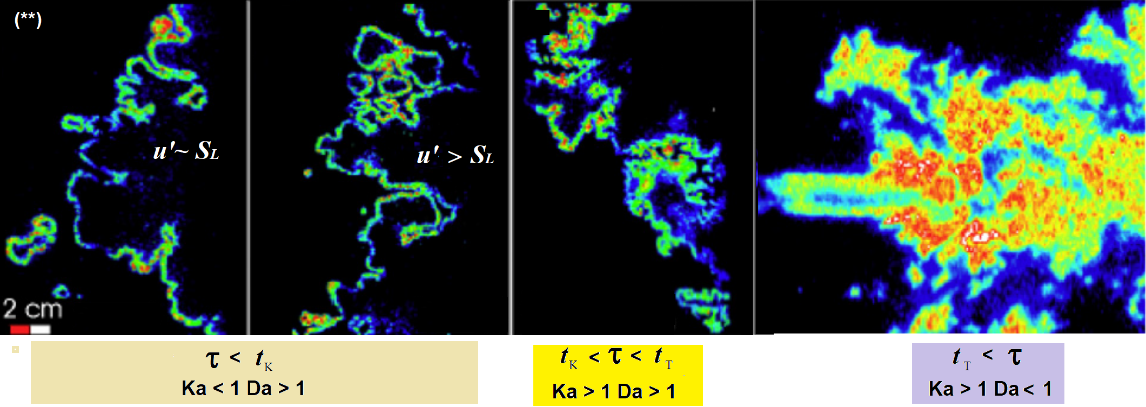 (**)
u'~ SL
u' > SL
2 cm
τ < tK
Ka < 1 Da > 1
tK < τ < tT
Ka > 1 Da > 1
tT < τ
Ka > 1 Da < 1